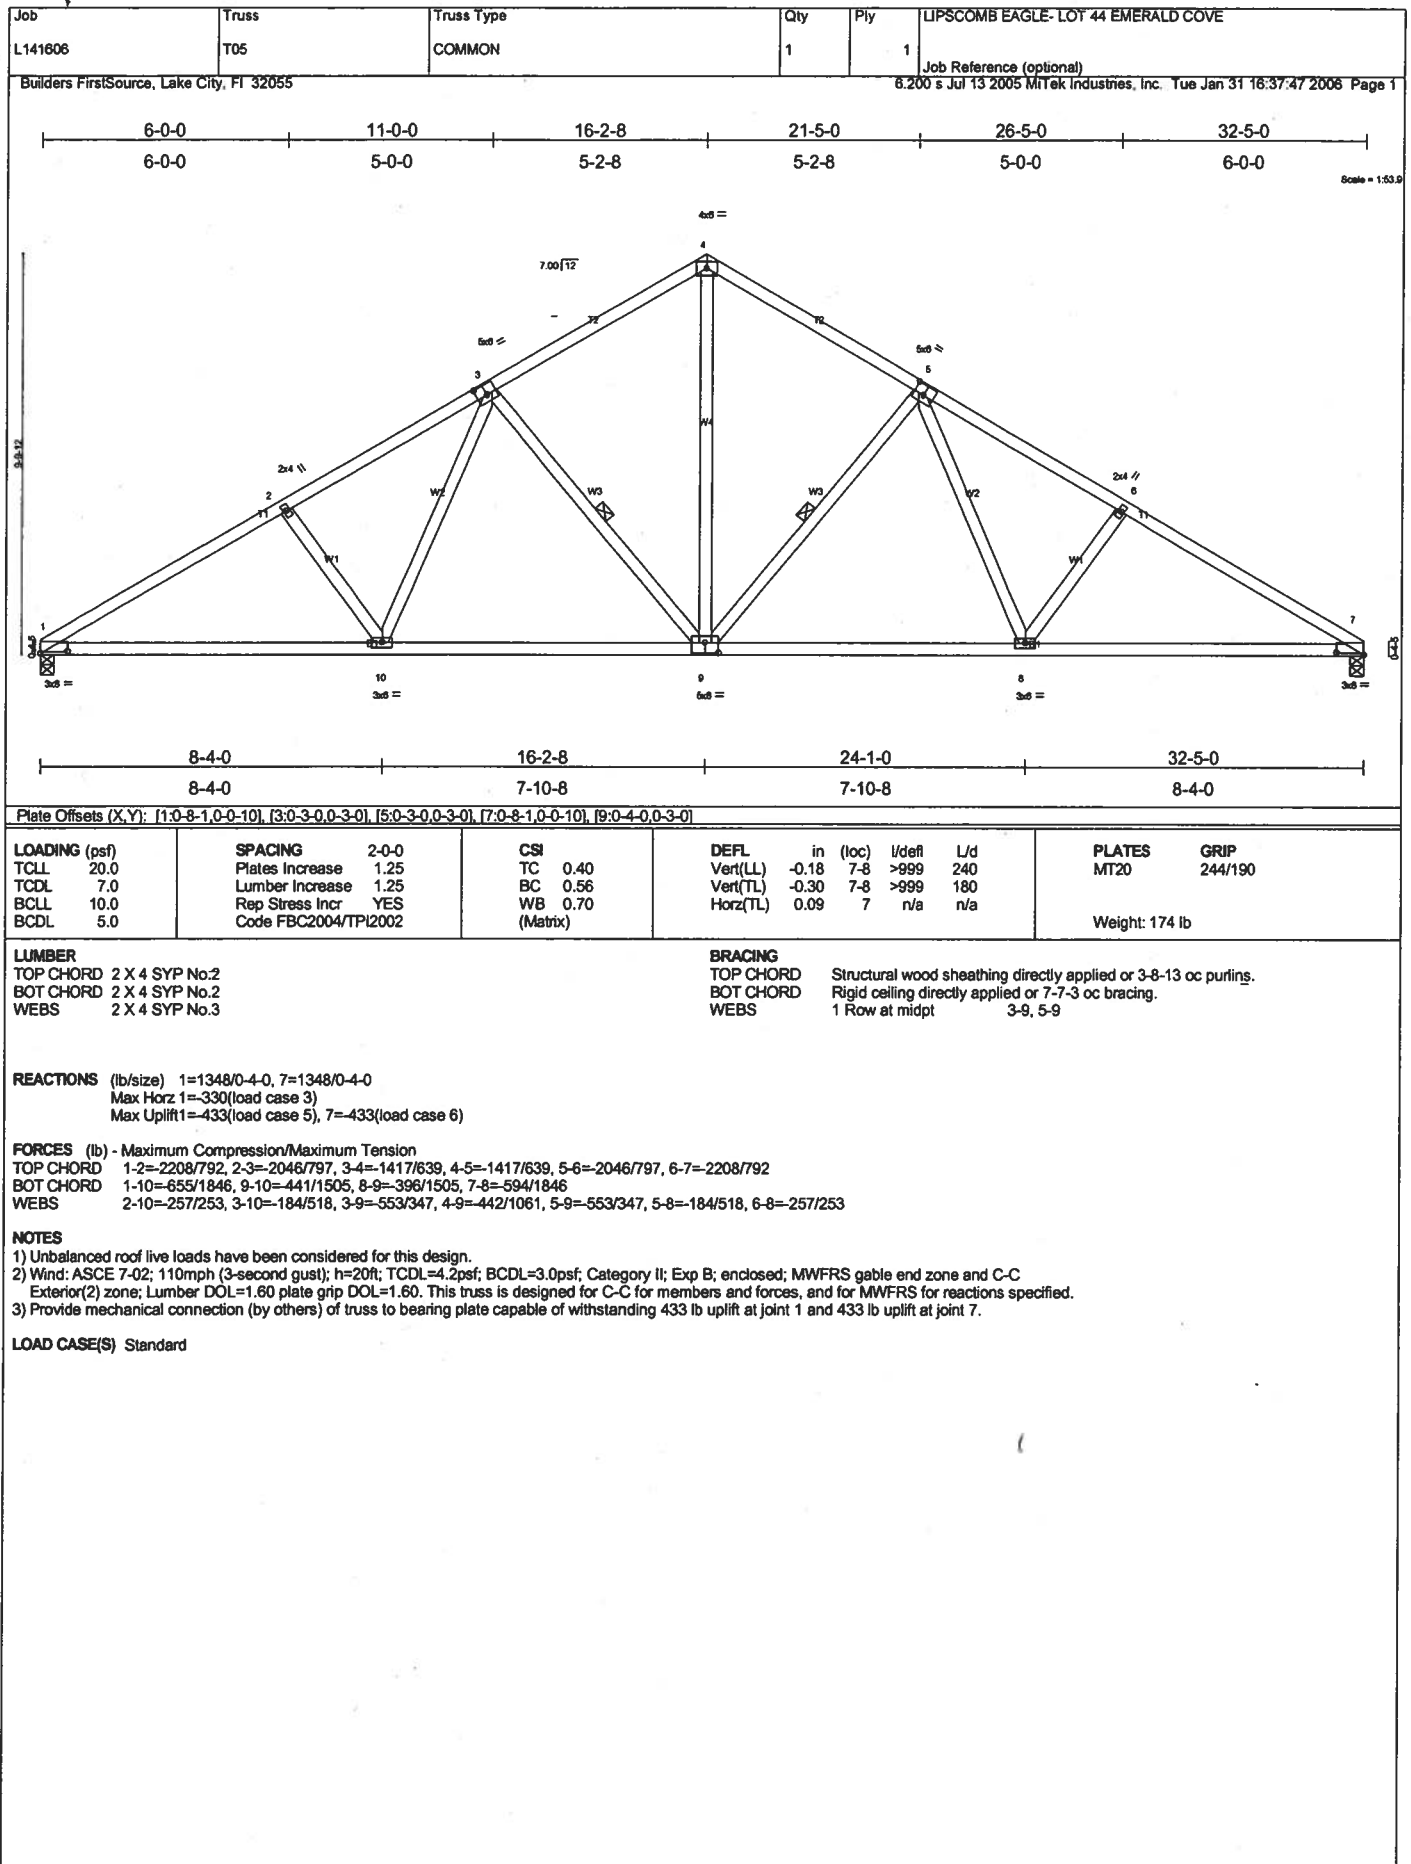 Job Truss Truss Type Qty Ply LIPSCOMB EAGLE- LOT 44 EMERALD COVE
L141606 T05 COMMON 1 1
Job Reference (optional)
Builders FirstSource, Lake City, Fl 32055 6.200 s Jul 13 2005 MiTek Industries, Inc. Tue Jan 31 16:37:47 2006 Page 1
6-0-0 11-0-0 16-2-8 21-5-0 26-5-0 32-5-0
6-0-0 5-0-0 5-2-8 5-2-8 5-0-0 6-0-0
Scale = 1:53.9
4x6 =
4
7.00 12
T2 T2
5x6 // 5x6 \\
3 5
9-9-12
W4
2x4 \\ 2x4 //
2 6
T1 T1
W2 W3 W3 W2
W1 W1
1 7
0-4-5 0-4-5
3x8 = 3x8 =
10 9 8
3x6 = 5x8 = 3x6 =
8-4-0 16-2-8 24-1-0 32-5-0
8-4-0 7-10-8 7-10-8 8-4-0
Plate Offsets (X,Y): [1:0-8-1,0-0-10], [3:0-3-0,0-3-0], [5:0-3-0,0-3-0], [7:0-8-1,0-0-10], [9:0-4-0,0-3-0]
LOADING (psf) SPACING 2-0-0 CSI DEFL in (loc) l/defl L/d PLATES GRIP
TCLL 20.0 Plates Increase 1.25 TC 0.40 Vert(LL) -0.18 7-8 >999 240 MT20 244/190
TCDL 7.0 Lumber Increase 1.25 BC 0.56 Vert(TL) -0.30 7-8 >999 180
BCLL 10.0 Rep Stress Incr YES WB 0.70 Horz(TL) 0.09 7 n/a n/a
BCDL 5.0 Code FBC2004/TPI2002 (Matrix) Weight: 174 lb
LUMBER BRACING
TOP CHORD 2 X 4 SYP No.2 TOP CHORD Structural wood sheathing directly applied or 3-8-13 oc purlins.
BOT CHORD 2 X 4 SYP No.2 BOT CHORD Rigid ceiling directly applied or 7-7-3 oc bracing.
WEBS 2 X 4 SYP No.3 WEBS 1 Row at midpt 3-9, 5-9
REACTIONS (lb/size) 1=1348/0-4-0, 7=1348/0-4-0
Max Horz 1=-330(load case 3)
Max Uplift1=-433(load case 5), 7=-433(load case 6)
FORCES (lb) - Maximum Compression/Maximum Tension
TOP CHORD 1-2=-2208/792, 2-3=-2046/797, 3-4=-1417/639, 4-5=-1417/639, 5-6=-2046/797, 6-7=-2208/792
BOT CHORD 1-10=-655/1846, 9-10=-441/1505, 8-9=-396/1505, 7-8=-594/1846
WEBS 2-10=-257/253, 3-10=-184/518, 3-9=-553/347, 4-9=-442/1061, 5-9=-553/347, 5-8=-184/518, 6-8=-257/253
NOTES
1) Unbalanced roof live loads have been considered for this design.
2) Wind: ASCE 7-02; 110mph (3-second gust); h=20ft; TCDL=4.2psf; BCDL=3.0psf; Category II; Exp B; enclosed; MWFRS gable end zone and C-C
Exterior(2) zone; Lumber DOL=1.60 plate grip DOL=1.60. This truss is designed for C-C for members and forces, and for MWFRS for reactions specified.
3) Provide mechanical connection (by others) of truss to bearing plate capable of withstanding 433 lb uplift at joint 1 and 433 lb uplift at joint 7.
LOAD CASE(S) Standard